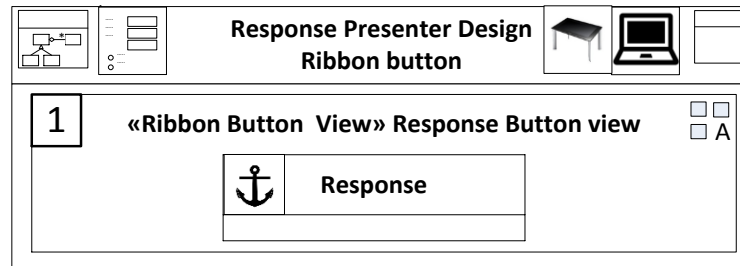 Response Presenter Design
Ribbon button
*
1
«Ribbon Button View» Response Button view
A
Response